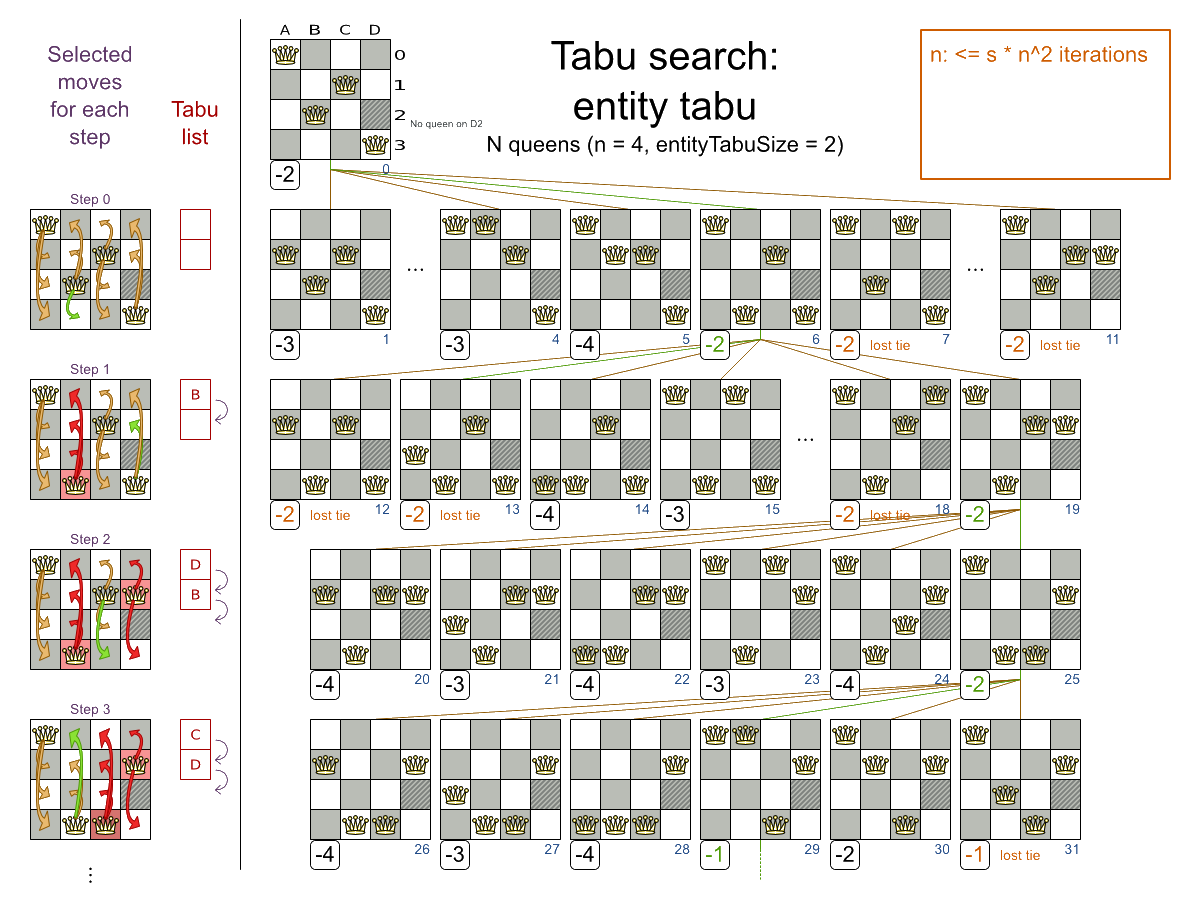 Selected
moves
for each
step
Tabu
list
A B C D
0
1
2
3
No queen on D2
-2
0
Tabu search:
entity tabu
N queens (n = 4, entityTabuSize = 2)
n: <= s * n^2 iterations
Step 0
...
...
-3 1
-3 4
-4 5
-2 6
-2 lost tie 7
-2 lost tie 11
Step 1
B
...
-2 lost tie 12
-2 lost tie 13
-4 14
-3 15
-2 lost tie 18
-2 19
Step 2
D
B
-4 20
-3 21
-4 22
-3 23
-4 24
-2 25
Step 3
C
D
-4 26
-3 27
-4 28
-1 29
-2 30
-1 lost tie 31
...